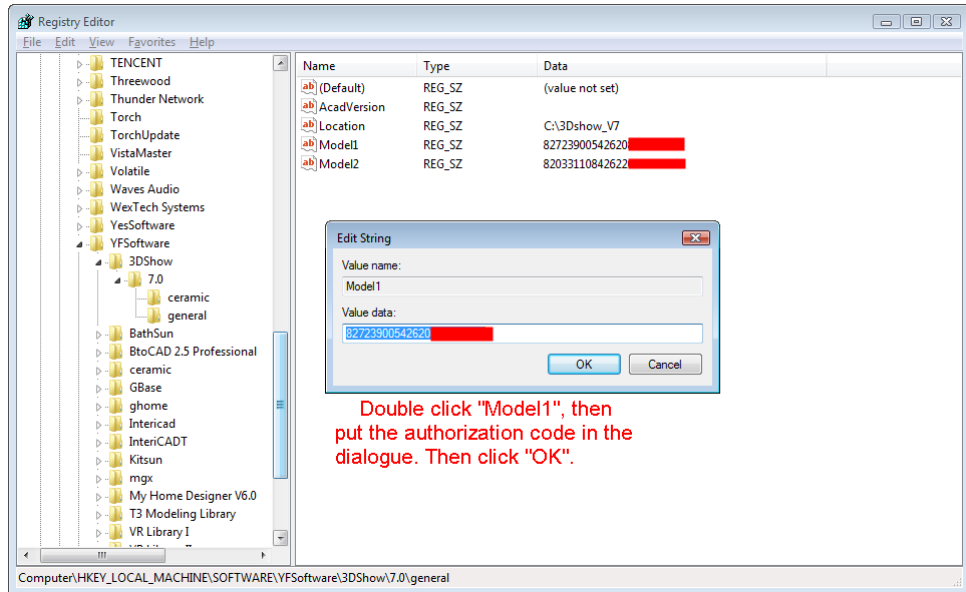 Registry Editor
File Edit View Favorites Help
TENCENT
Threewood
Thunder Network
Torch
TorchUpdate
VistaMaster
Volatile
Waves Audio
WexTech Systems
YesSoftware
YFSoftware
3DShow
7.0
ceramic
general
BathSun
BtoCAD 2.5 Professional
ceramic
GBase
ghome
Intericad
InteriCADT
Kitsun
mgx
My Home Designer V6.0
T3 Modeling Library
VR Library I
Name Type Data
ab (Default) REG_SZ (value not set)
ab AcadVersion REG_SZ
ab Location REG_SZ C:\3Dshow_V7
ab Model1 REG_SZ 82723900542620
ab Model2 REG_SZ 82033110842622
Edit String
Value name:
Model1
Value data:
82723900542620
OK Cancel
Double click "Model1", then
put the authorization code in the
dialogue. Then click "OK".
Computer\HKEY_LOCAL_MACHINE\SOFTWARE\YFSoftware\3DShow\7.0\general